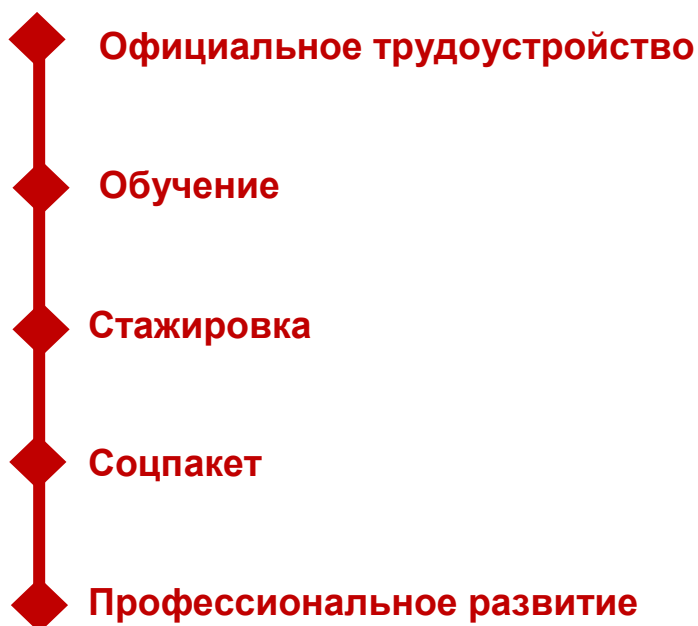 Официальное трудоустройство
Обучение
Стажировка
Соцпакет
Профессиональное развитие